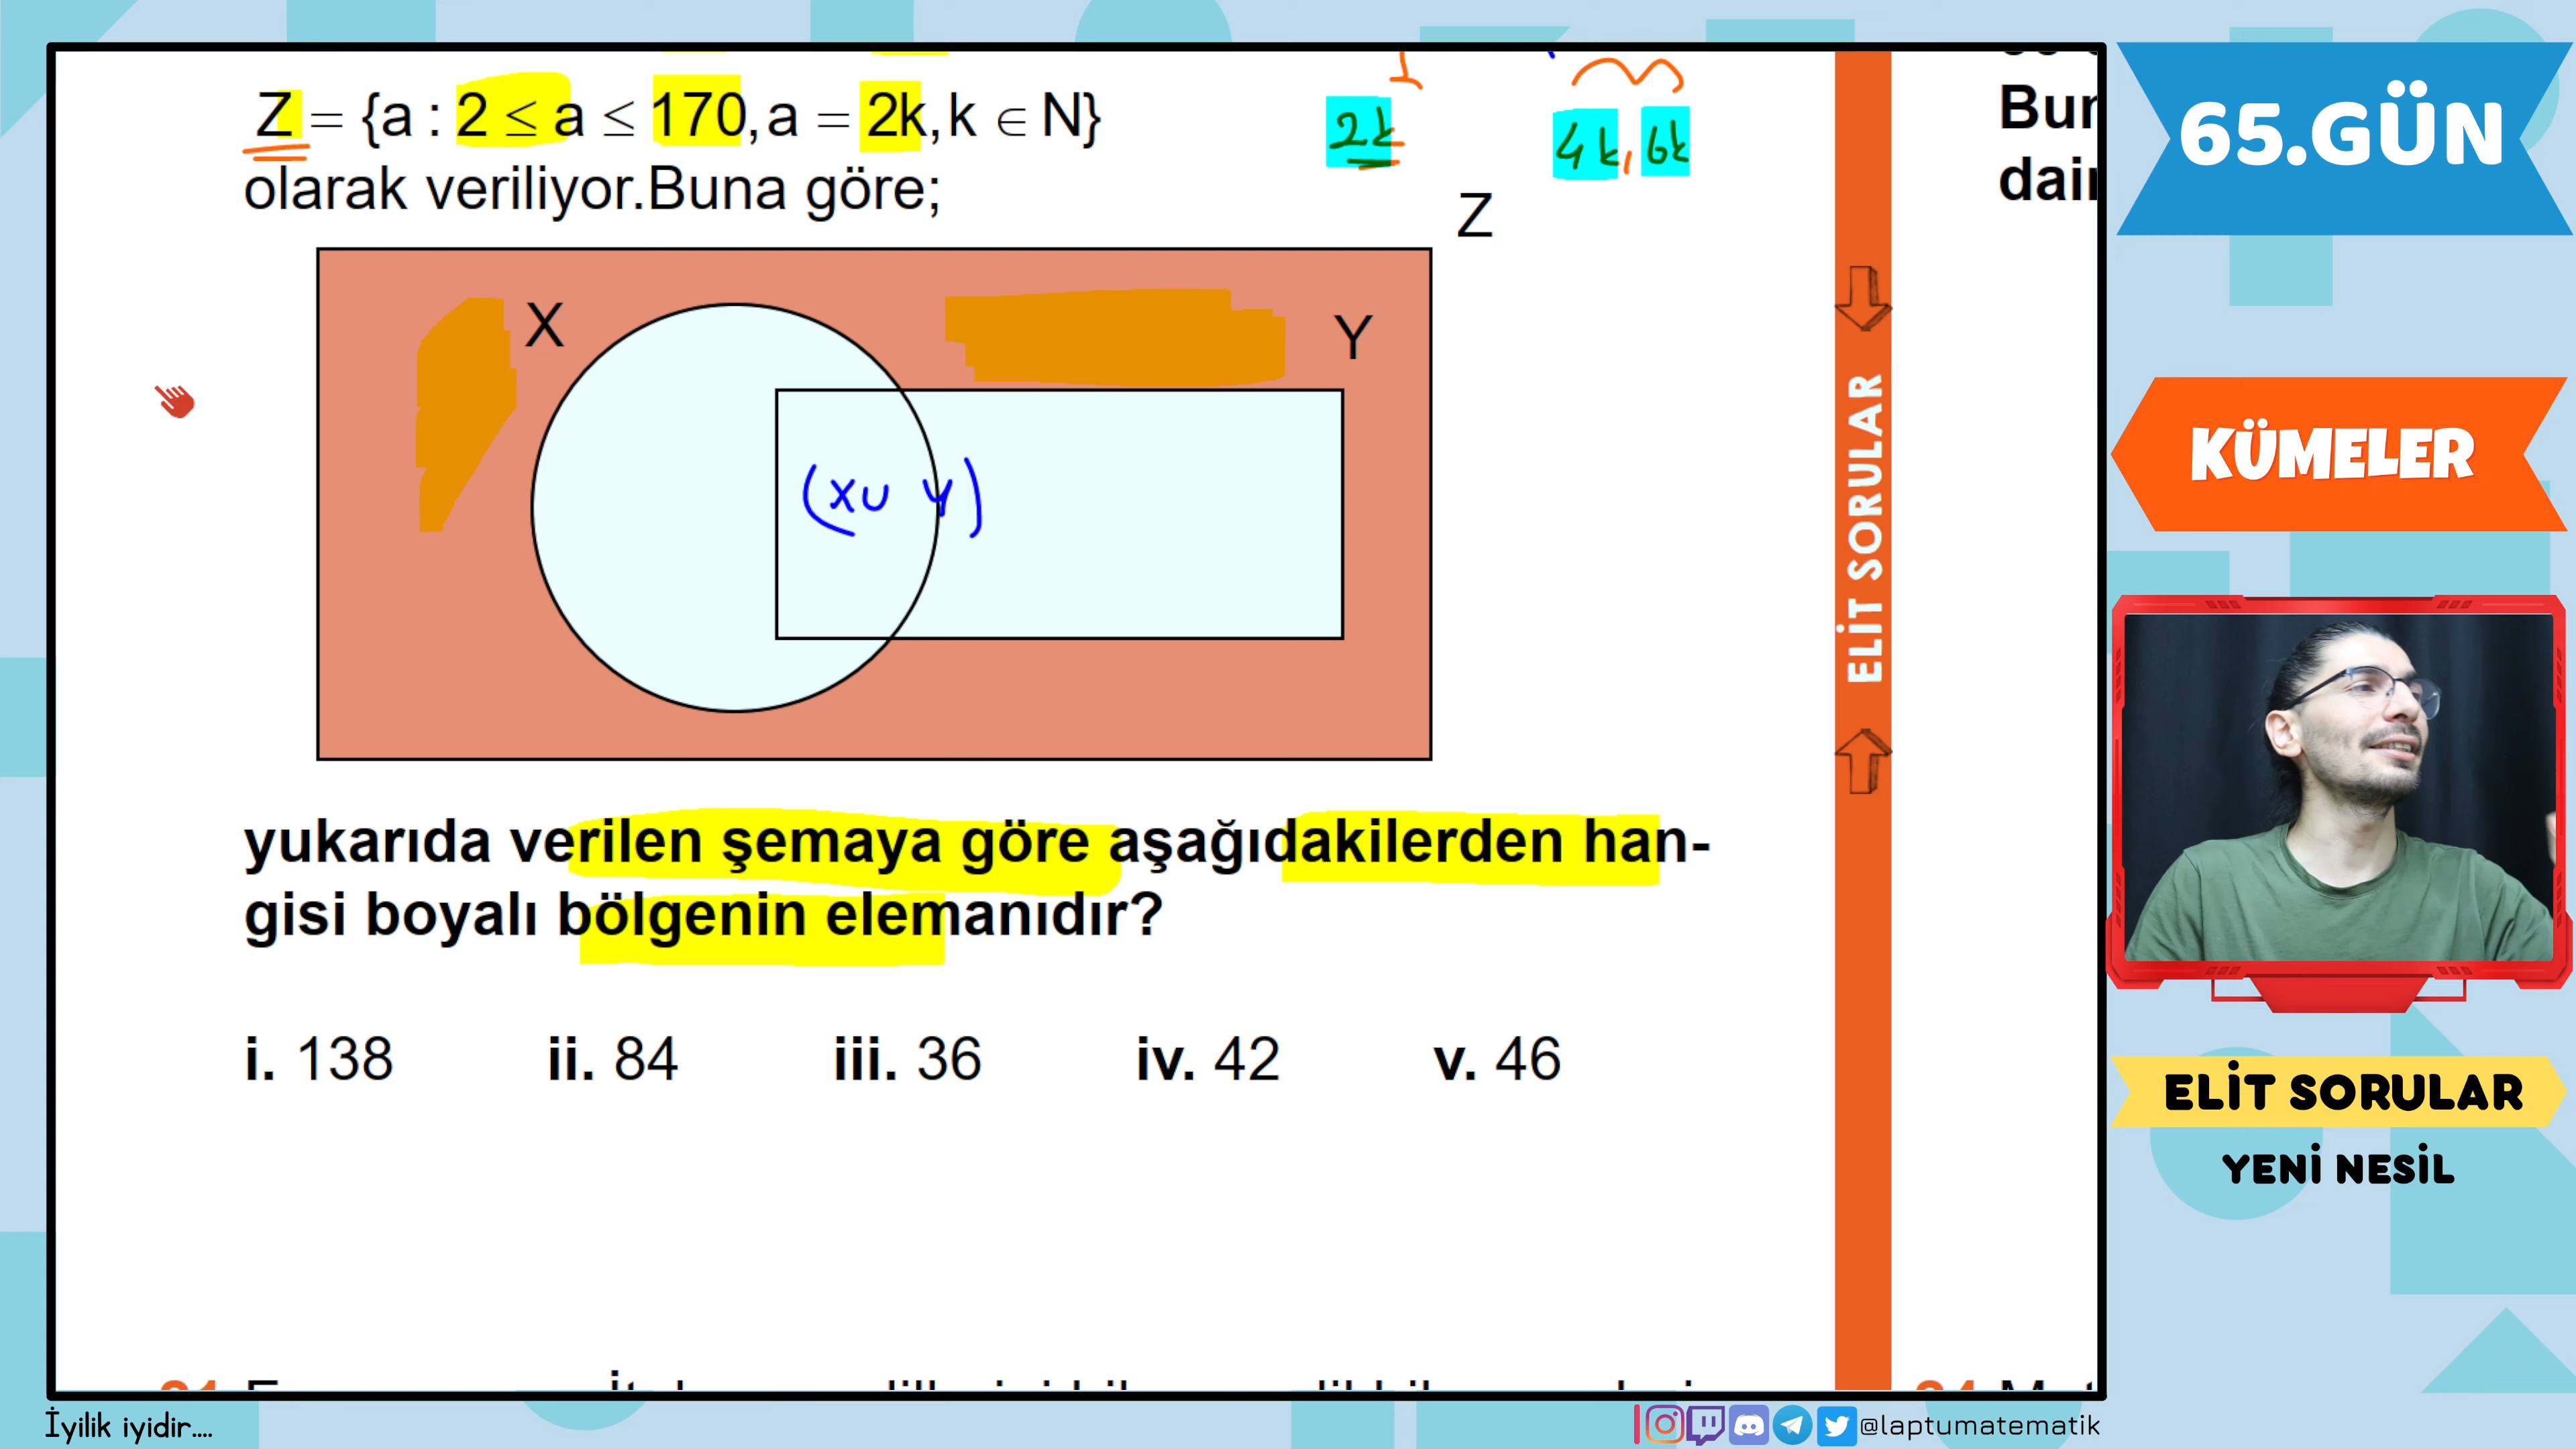 Z = {a : 2 ≤ a ≤ 170, a = 2k, k ∈ N}
olarak veriliyor.Buna göre;
2k
4k, 6k
Z
X
Y
(X ∪ Y)
yukarıda verilen şemaya göre aşağıdakilerden han-
gisi boyalı bölgenin elemanıdır?
i. 138 ii. 84 iii. 36 iv. 42 v. 46
ELİT SORULAR
65.GÜN
KÜMELER
ELİT SORULAR
YENİ NESİL
İyilik iyidir....
@laptumatematik